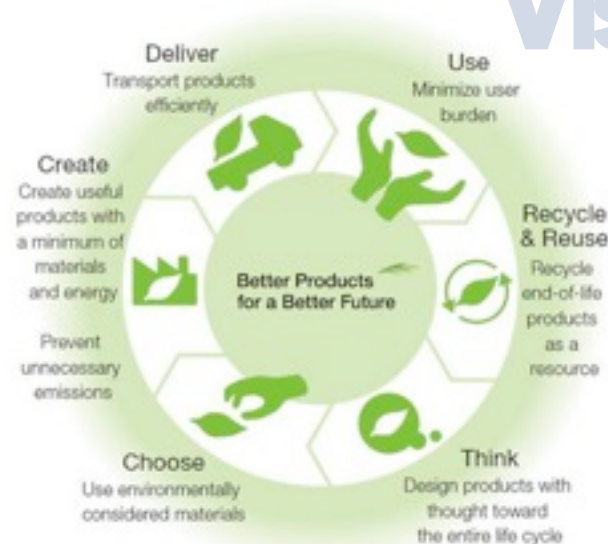 VIS
Deliver
Transport products
efficiently
Use
Minimize user
burden
Create
Create useful
products with
a minimum of
materials
and energy
Prevent
unnecessary
emissions
Recycle
& Reuse
Recycle
end-of-life
products
as a
resource
Better Products
for a Better Future
Choose
Use environmentally
considered materials
Think
Design products with
thought toward
the entire life cycle